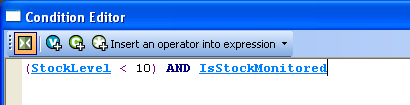 Condition Editor
Insert an operator into expression
(StockLevel < 10) AND IsStockMonitored